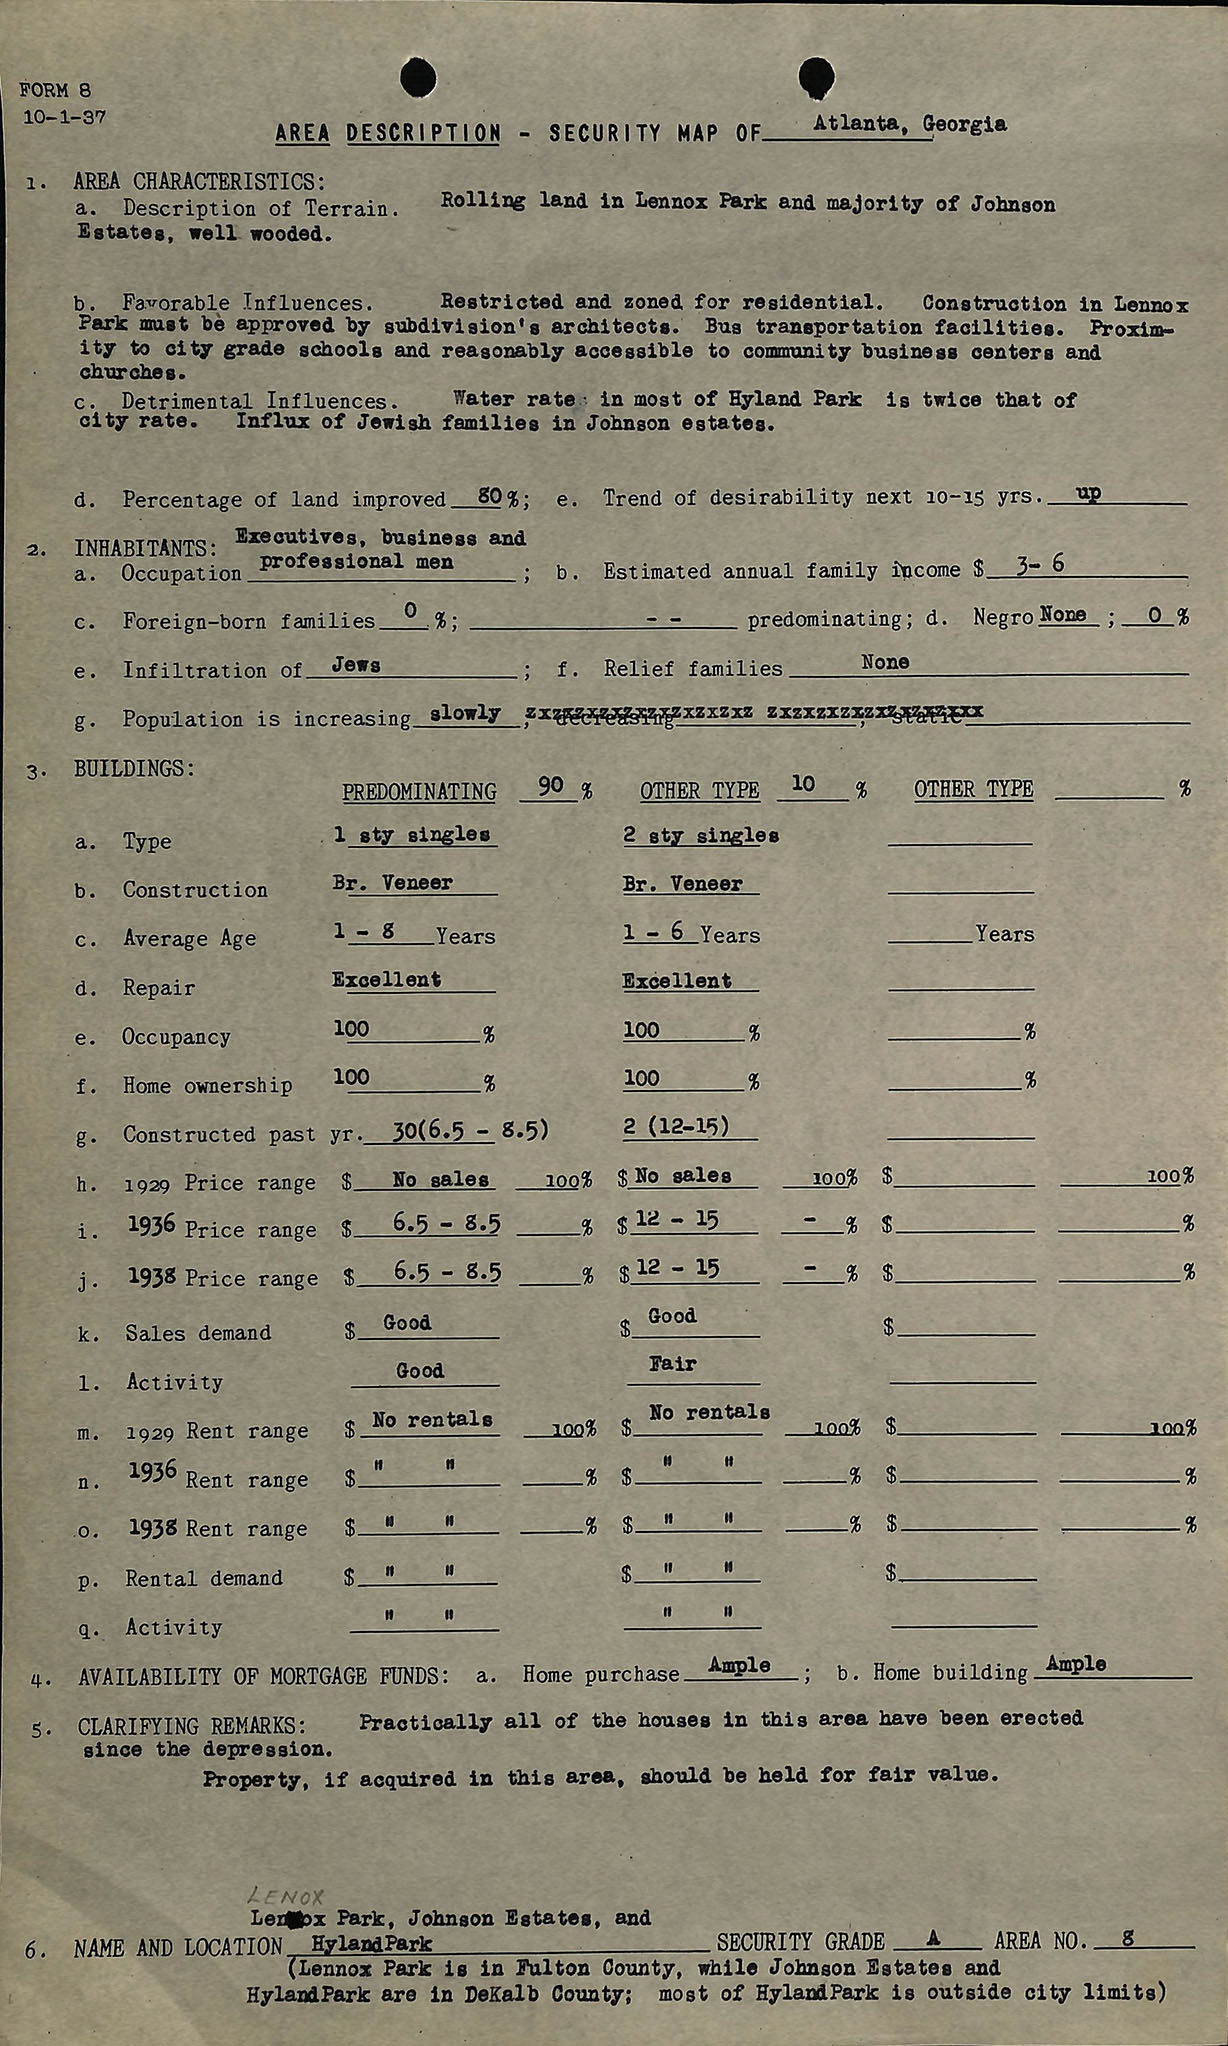 FORM 8
10-1-37
AREA DESCRIPTION - SECURITY MAP OF Atlanta, Georgia
1. AREA CHARACTERISTICS:
a. Description of Terrain. Rolling land in Lennox Park and majority of Johnson
Estates, well wooded.
b. Favorable Influences. Restricted and zoned for residential. Construction in Lennox
Park must be approved by subdivision's architects. Bus transportation facilities. Proxim-
ity to city grade schools and reasonably accessible to community business centers and
churches.
c. Detrimental Influences. Water rate in most of Hyland Park is twice that of
city rate. Influx of Jewish families in Johnson estates.
d. Percentage of land improved 80 %; e. Trend of desirability next 10-15 yrs. up
2. INHABITANTS: Executives, business and
a. Occupation professional men ; b. Estimated annual family income $ 3- 6
c. Foreign-born families 0 %; - - predominating; d. Negro None ; 0 %
e. Infiltration of Jews ; f. Relief families None
g. Population is increasing slowly ; decreasing ; static
3. BUILDINGS:
PREDOMINATING 90 % OTHER TYPE 10 % OTHER TYPE %
a. Type 1 sty singles 2 sty singles
b. Construction Br. Veneer Br. Veneer
c. Average Age 1 - 8 Years 1 - 6 Years Years
d. Repair Excellent Excellent
e. Occupancy 100 % 100 % %
f. Home ownership 100 % 100 % %
g. Constructed past yr. 30(6.5 - 8.5) 2 (12-15)
h. 1929 Price range $ No sales 100% $ No sales 100% $ 100%
i. 1936 Price range $ 6.5 - 8.5 % $ 12 - 15 - % $ %
j. 1938 Price range $ 6.5 - 8.5 % $ 12 - 15 - % $ %
k. Sales demand $ Good $ Good $
l. Activity Good Fair
m. 1929 Rent range $ No rentals 100% $ No rentals 100% $ 100%
n. 1936 Rent range $ " " % $ " " % $ %
o. 1938 Rent range $ " " % $ " " % $ %
p. Rental demand $ " " $ " " $
q. Activity " " " "
4. AVAILABILITY OF MORTGAGE FUNDS: a. Home purchase Ample ; b. Home building Ample
5. CLARIFYING REMARKS: Practically all of the houses in this area have been erected
since the depression.
Property, if acquired in this area, should be held for fair value.
LENOX
Lennox Park, Johnson Estates, and
6. NAME AND LOCATION HylandPark SECURITY GRADE A AREA NO. 8
(Lennox Park is in Fulton County, while Johnson Estates and
HylandPark are in DeKalb County; most of HylandPark is outside city limits)